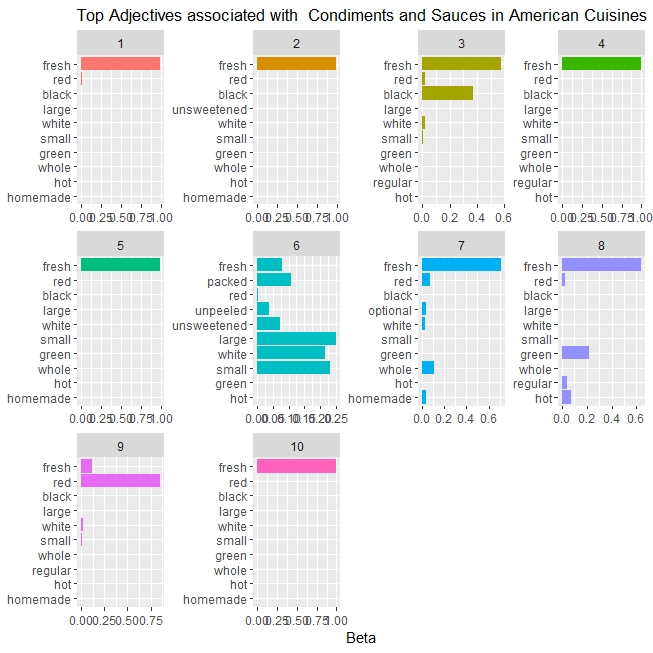 Top Adjectives associated with  Condiments and Sauces in American Cuisines
1
fresh
red
black
large
white
small
green
whole
hot
homemade
0.00 0.25 0.50 0.75 1.00
2
fresh
red
black
unsweetened
white
small
green
whole
hot
homemade
0.00 0.25 0.50 0.75 1.00
3
fresh
red
black
large
white
small
green
whole
regular
hot
0.0 0.2 0.4 0.6
4
fresh
red
black
large
white
small
green
whole
regular
hot
0.00 0.25 0.50 0.75 1.00
5
fresh
red
black
large
white
small
green
whole
hot
homemade
0.00 0.25 0.50 0.75 1.00
6
fresh
packed
red
unpeeled
unsweetened
large
white
small
green
hot
0.00 0.05 0.10 0.15 0.20 0.25
7
fresh
red
black
optional
white
small
green
whole
hot
homemade
0.0 0.2 0.4 0.6
8
fresh
red
black
large
white
small
green
whole
regular
hot
0.0 0.2 0.4 0.6
9
fresh
red
black
large
white
small
whole
regular
hot
homemade
0.00 0.25 0.50 0.75
10
fresh
red
black
large
white
small
green
whole
hot
homemade
0.00 0.25 0.50 0.75 1.00
Beta